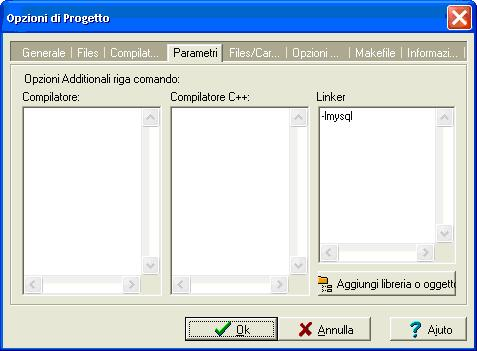 Opzioni di Progetto
Generale Files Compilat... Parametri Files/Car... Opzioni ... Makefile Informazi...
Opzioni Additionali riga comando:
Compilatore: Compilatore C++: Linker
-lmysql
Aggiungi libreria o oggetto
Ok Annulla Aiuto